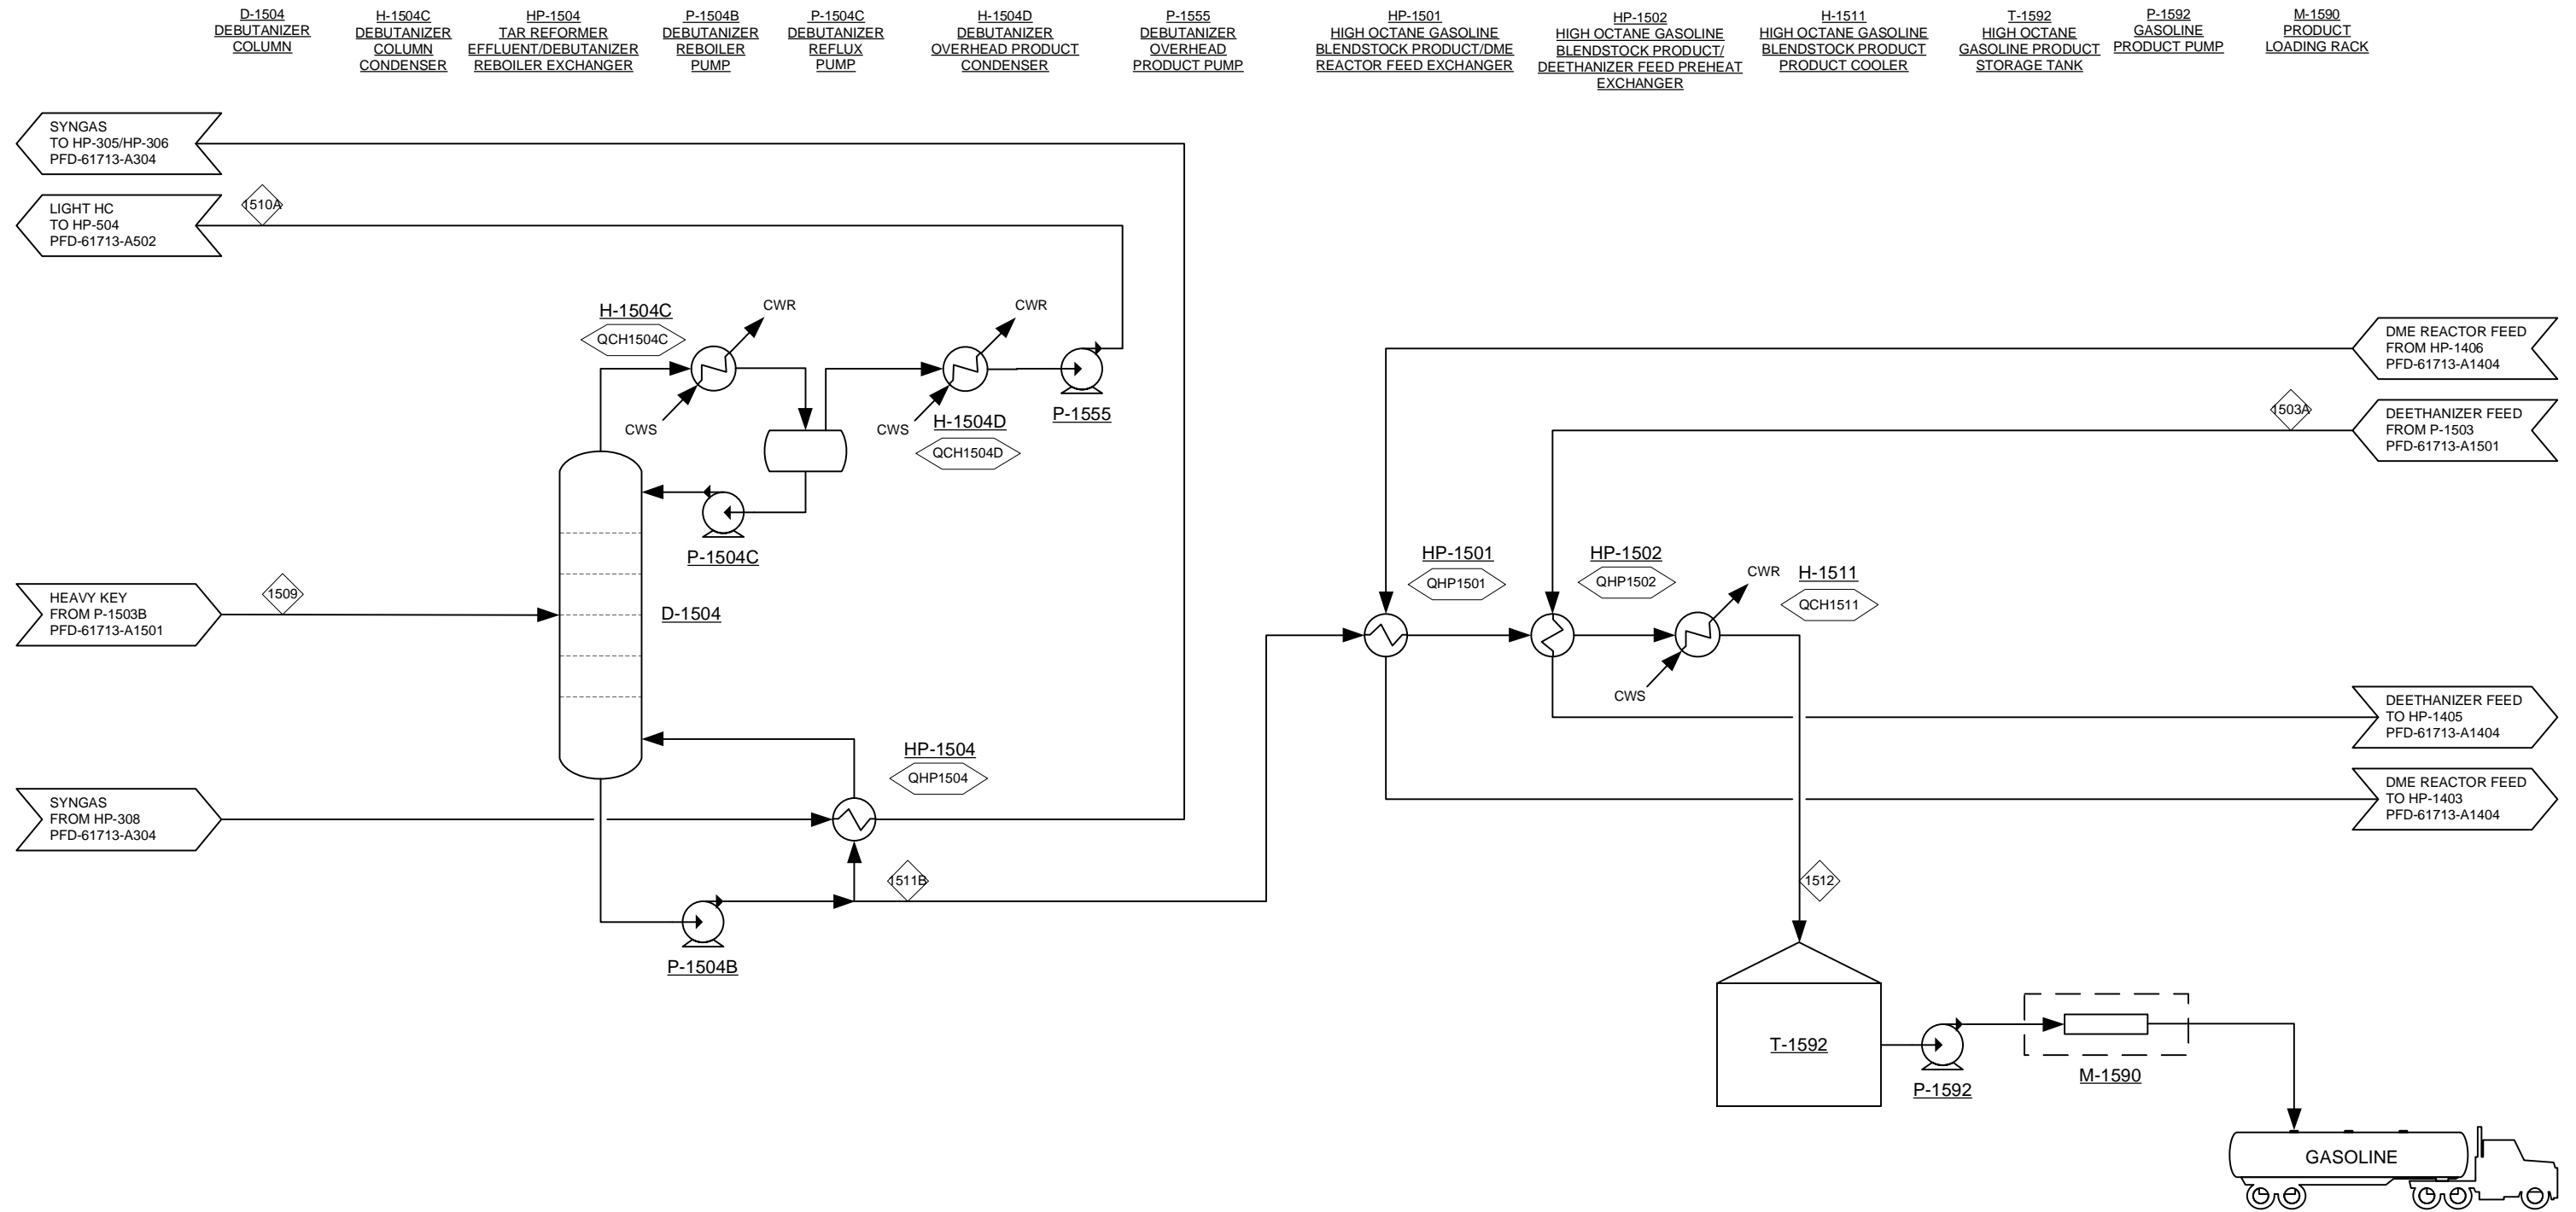 D-1504
DEBUTANIZER
COLUMN
H-1504C
DEBUTANIZER
COLUMN
CONDENSER
HP-1504
TAR REFORMER
EFFLUENT/DEBUTANIZER
REBOILER EXCHANGER
P-1504B
DEBUTANIZER
REBOILER
PUMP
P-1504C
DEBUTANIZER
REFLUX
PUMP
H-1504D
DEBUTANIZER
OVERHEAD PRODUCT
CONDENSER
P-1555
DEBUTANIZER
OVERHEAD
PRODUCT PUMP
HP-1501
HIGH OCTANE GASOLINE
BLENDSTOCK PRODUCT/DME
REACTOR FEED EXCHANGER
HP-1502
HIGH OCTANE GASOLINE
BLENDSTOCK PRODUCT/
DEETHANIZER FEED PREHEAT
EXCHANGER
H-1511
HIGH OCTANE GASOLINE
BLENDSTOCK PRODUCT
PRODUCT COOLER
T-1592
HIGH OCTANE
GASOLINE PRODUCT
STORAGE TANK
P-1592
GASOLINE
PRODUCT PUMP
M-1590
PRODUCT
LOADING RACK
SYNGAS
TO HP-305/HP-306
PFD-61713-A304
LIGHT HC
TO HP-504
PFD-61713-A502
1510A
H-1504C
QCH1504C
CWR
CWS
CWR
CWS
H-1504D
QCH1504D
P-1555
P-1504C
DME REACTOR FEED
FROM HP-1406
PFD-61713-A1404
1503A
DEETHANIZER FEED
FROM P-1503
PFD-61713-A1501
HEAVY KEY
FROM P-1503B
PFD-61713-A1501
1509
D-1504
HP-1501
QHP1501
HP-1502
QHP1502
CWR
CWS
H-1511
QCH1511
HP-1504
QHP1504
SYNGAS
FROM HP-308
PFD-61713-A304
DEETHANIZER FEED
TO HP-1405
PFD-61713-A1404
DME REACTOR FEED
TO HP-1403
PFD-61713-A1404
1511B
1512
P-1504B
T-1592
P-1592
M-1590
GASOLINE